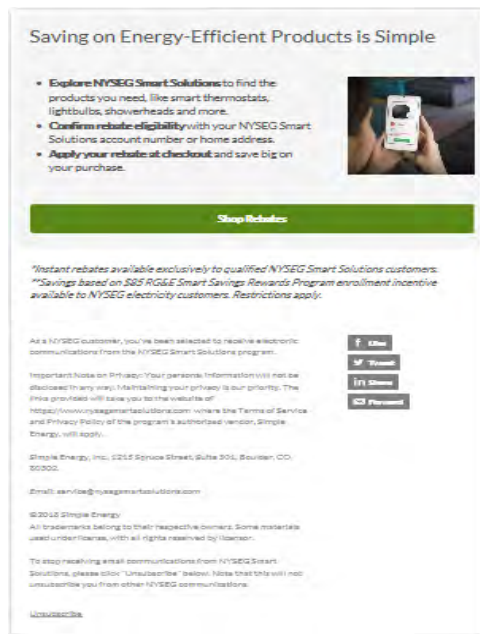 Saving on Energy-Efficient Products is Simple
• Explore NYSEG Smart Solutions to find the
products you need, like smart thermostats,
lightbulbs, showerheads and more.
• Confirm rebate eligibility with your NYSEG Smart
Solutions account number or home address.
• Apply your rebate at checkout and save big on
your purchase.
Shop Rebates
*Instant rebates available exclusively to qualified NYSEG Smart Solutions customers.
**Savings based on $85 RG&E Smart Savings Rewards Program enrollment incentive
available to NYSEG electricity customers. Restrictions apply.
As a NYSEG customer, you've been selected to receive electronic
communications from the NYSEG Smart Solutions program.
Important Note on Privacy: Your personal information will not be
disclosed in any way. Maintaining your privacy is our priority. The
links provided will take you to the website of
https://www.nysegsmartsolutions.com where the Terms of Service
and Privacy Policy of the program's authorized vendor, Simple
Energy, will apply.
Simple Energy, Inc., 1215 Spruce Street, Suite 301, Boulder, CO,
80302.
Email: service@nysegsmartsolutions.com
©2018 Simple Energy
All trademarks belong to their respective owners. Some materials
used under license, with all rights reserved by licensor.
To stop receiving email communications from NYSEG Smart
Solutions, please click "Unsubscribe" below. Note that this will not
unsubscribe you from other NYSEG communications.
Unsubscribe
Like
Tweet
Share
Forward